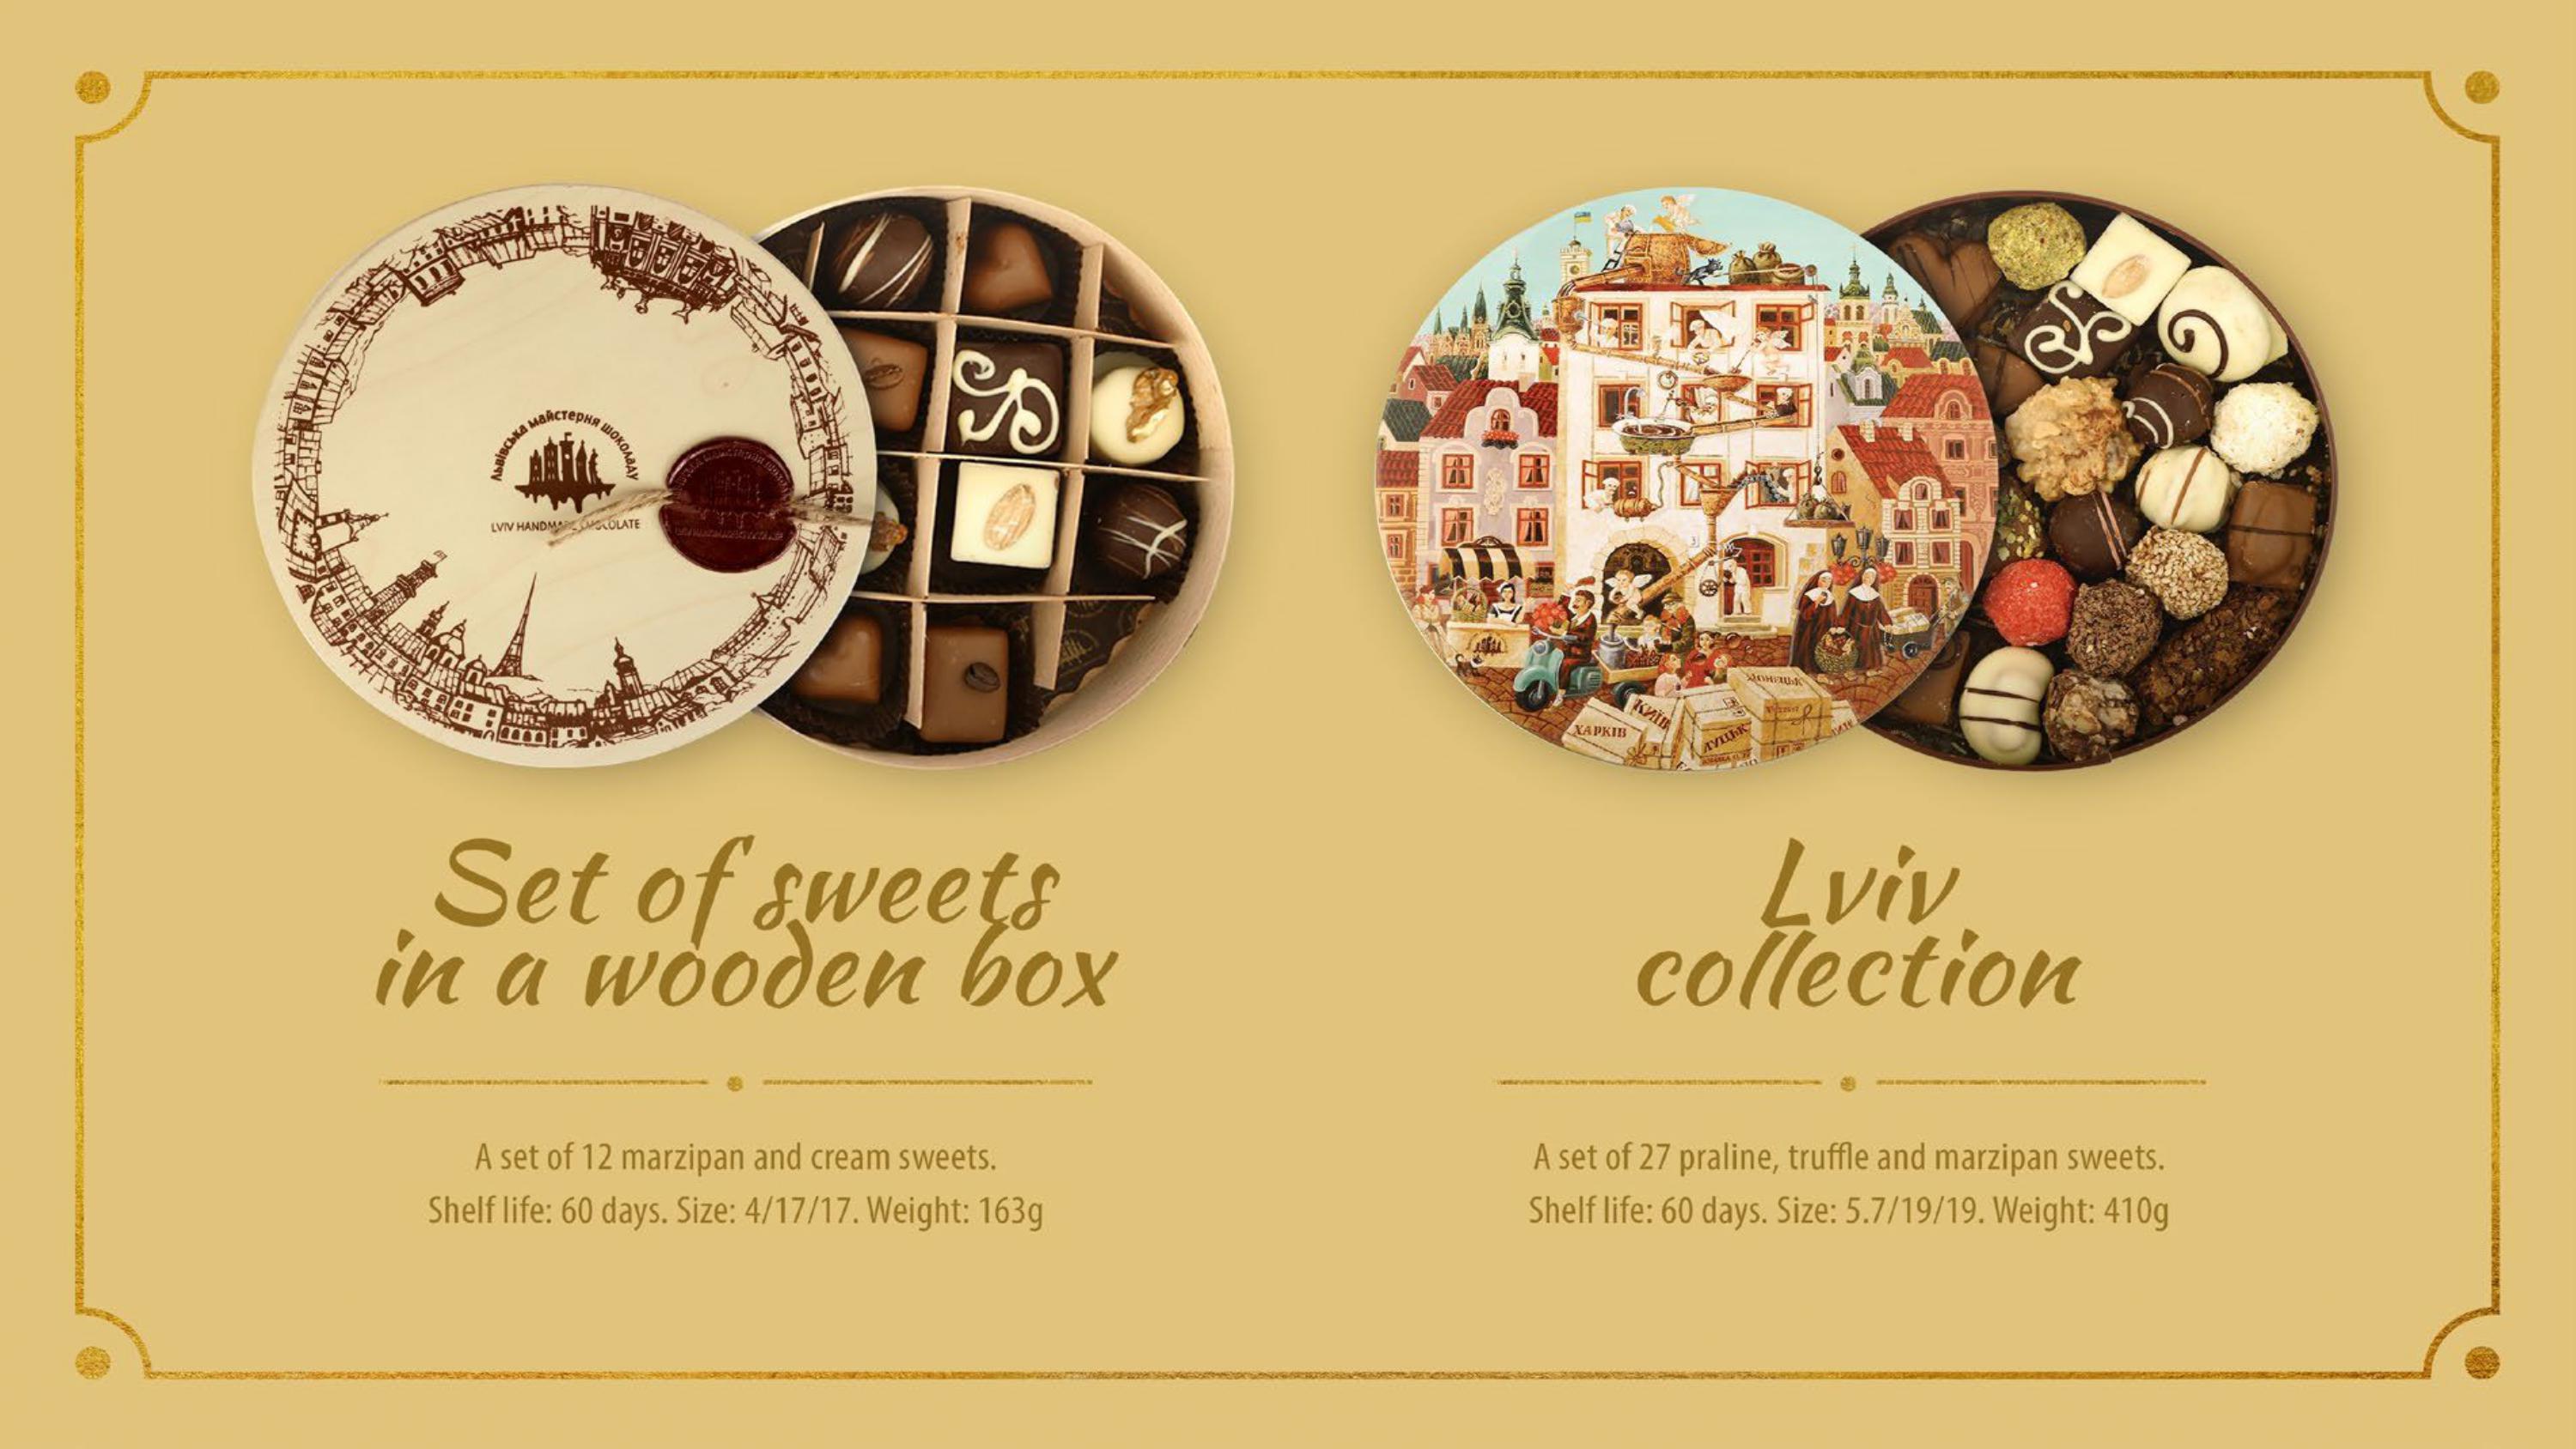 Львівська майстерня шоколаду
LVIV HANDMADE CHOCOLATE
ХАРКІВ
КИЇВ
ЛУЦЬК
ДОНЕЦЬК
Set of sweets
in a wooden box
A set of 12 marzipan and cream sweets.
Shelf life: 60 days. Size: 4/17/17. Weight: 163g
Lviv
collection
A set of 27 praline, truffle and marzipan sweets.
Shelf life: 60 days. Size: 5.7/19/19. Weight: 410g